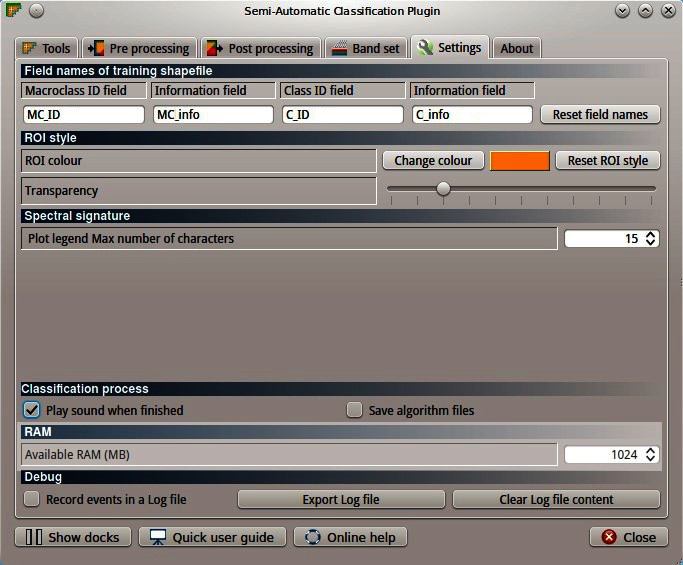 Semi-Automatic Classification Plugin
Tools Pre processing Post processing Band set Settings About
Field names of training shapefile
Macroclass ID field Information field Class ID field Information field
MC_ID MC_info C_ID C_info Reset field names
ROI style
ROI colour Change colour Reset ROI style
Transparency
Spectral signature
Plot legend Max number of characters 15
Classification process
Play sound when finished Save algorithm files
RAM
Available RAM (MB) 1024
Debug
Record events in a Log file Export Log file Clear Log file content
Show docks Quick user guide Online help Close